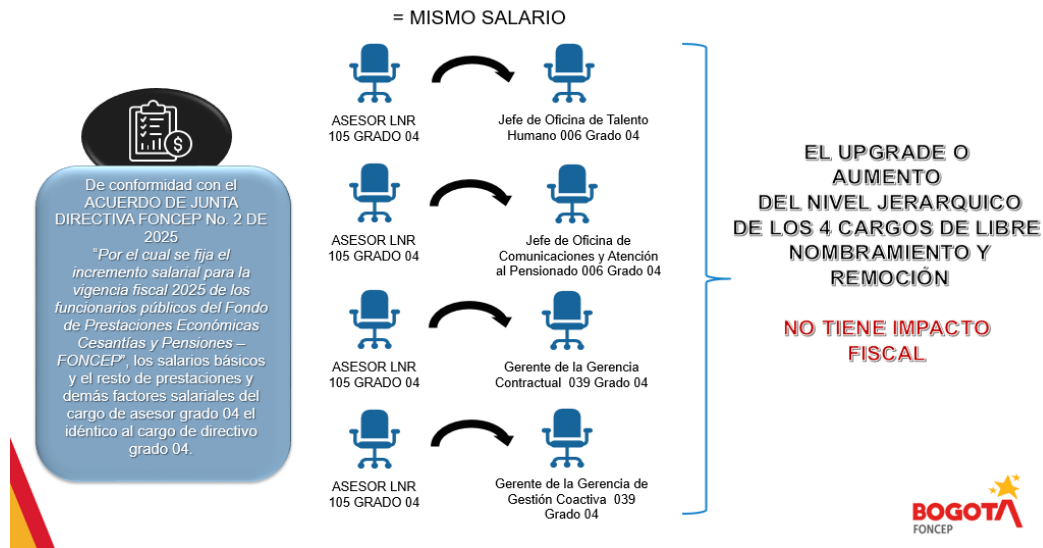 = MISMO SALARIO
De conformidad con el
ACUERDO DE JUNTA
DIRECTIVA FONCEP No. 2 DE
2025
"Por el cual se fija el
incremento salarial para la
vigencia fiscal 2025 de los
funcionarios públicos del Fondo
de Prestaciones Económicas
Cesantías y Pensiones –
FONCEP", los salarios básicos
y el resto de prestaciones y
demás factores salariales del
cargo de asesor grado 04 el
idéntico al cargo de directivo
grado 04.
ASESOR LNR
105 GRADO 04
Jefe de Oficina de Talento
Humano 006 Grado 04
ASESOR LNR
105 GRADO 04
Jefe de Oficina de
Comunicaciones y Atención
al Pensionado 006 Grado 04
ASESOR LNR
105 GRADO 04
Gerente de la Gerencia
Contractual 039 Grado 04
ASESOR LNR
105 GRADO 04
Gerente de la Gerencia de
Gestión Coactiva 039
Grado 04
EL UPGRADE O
AUMENTO
DEL NIVEL JERARQUICO
DE LOS 4 CARGOS DE LIBRE
NOMBRAMIENTO Y
REMOCIÓN
NO TIENE IMPACTO
FISCAL
BOGOTÁ
FONCEP